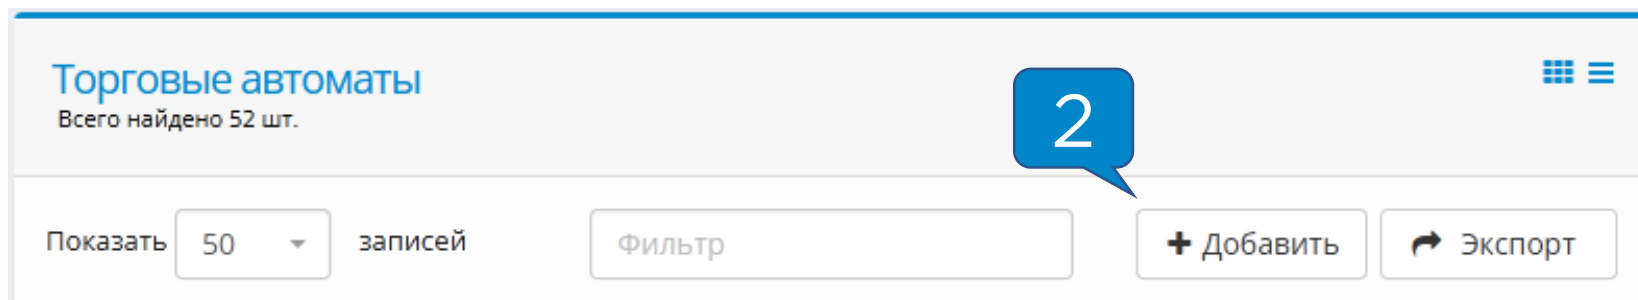 Торговые автоматы
Всего найдено 52 шт.
2
Показать 50 записей Фильтр Добавить Экспорт